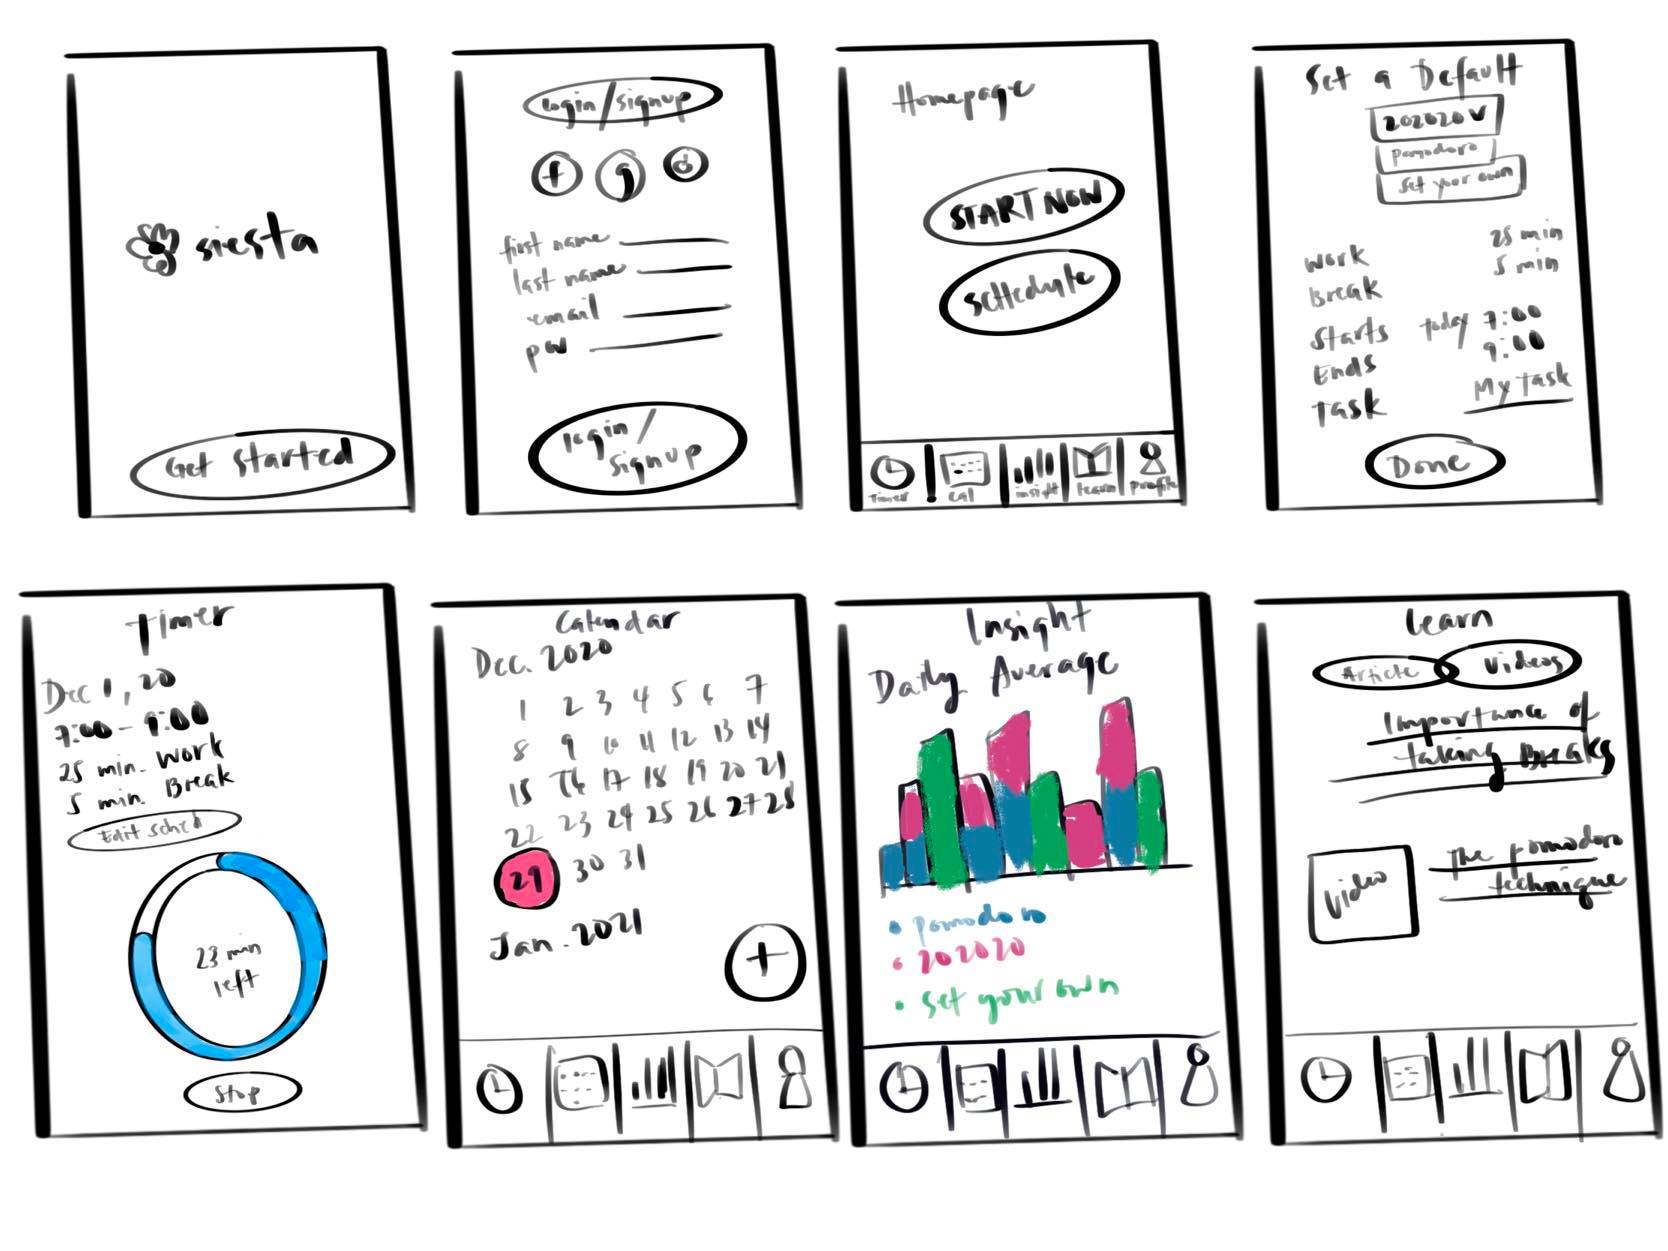 siesta
Get Started
login/signup
f g
first name
last name
email
pw
login/
signup
Homepage
START NOW
SCHEDULE
timer cal insight learn profile
Set a Default
202020 V
pomodoro
set your own
Work 25 min
Break 5 min
Starts today 7:00
Ends 9:00
Task My Task
Done
Timer
Dec 1, 20
7:00 - 9:00
25 min. Work
5 min. Break
Edit sched
23 min
left
Stop
Calendar
Dec. 2020
1 2 3 4 5 6 7
8 9 10 11 12 13 14
15 16 17 18 19 20 21
22 23 24 25 26 27 28
29 30 31
Jan. 2021
+
Insight
Daily Average
• pomodoro
• 202020
• set your own
Learn
Article Videos
Importance of
taking Breaks
Video
The pomodoro
technique